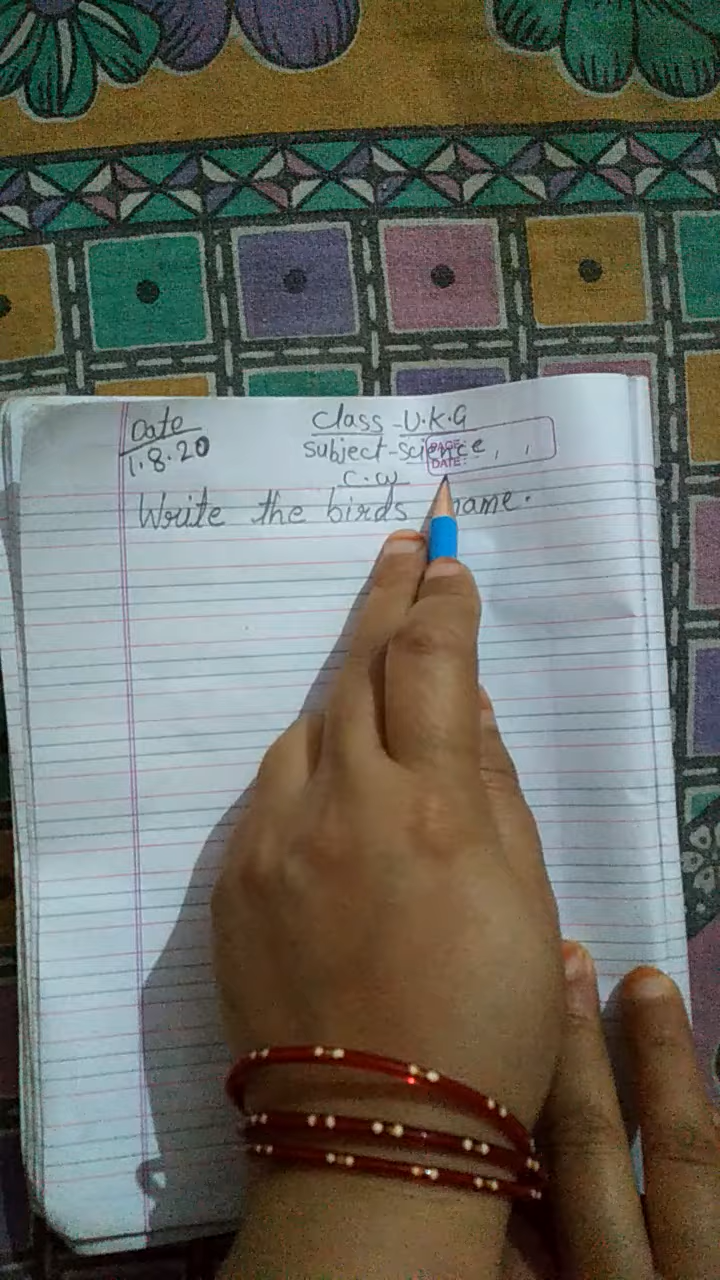 Date
1.8.20
Class-U.K.G
Subject-Science
PAGE:
DATE:
C.W
Write the birds name.